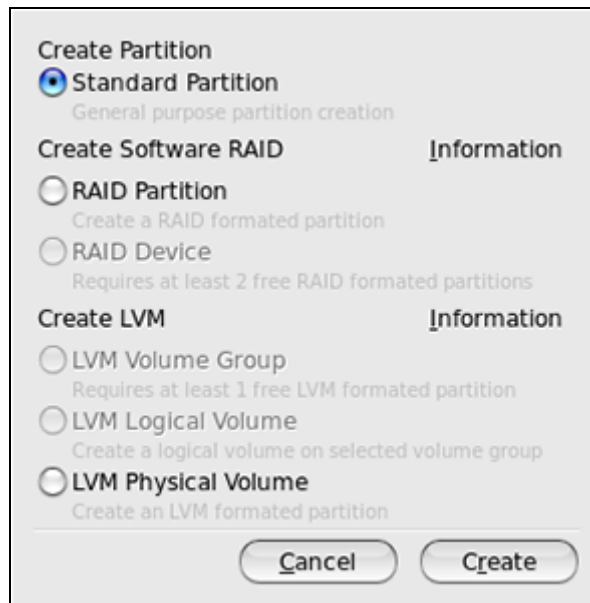 Create Partition
Standard Partition
General purpose partition creation
Create Software RAID Information
RAID Partition
Create a RAID formated partition
RAID Device
Requires at least 2 free RAID formated partitions
Create LVM Information
LVM Volume Group
Requires at least 1 free LVM formated partition
LVM Logical Volume
Create a logical volume on selected volume group
LVM Physical Volume
Create an LVM formated partition
Cancel Create